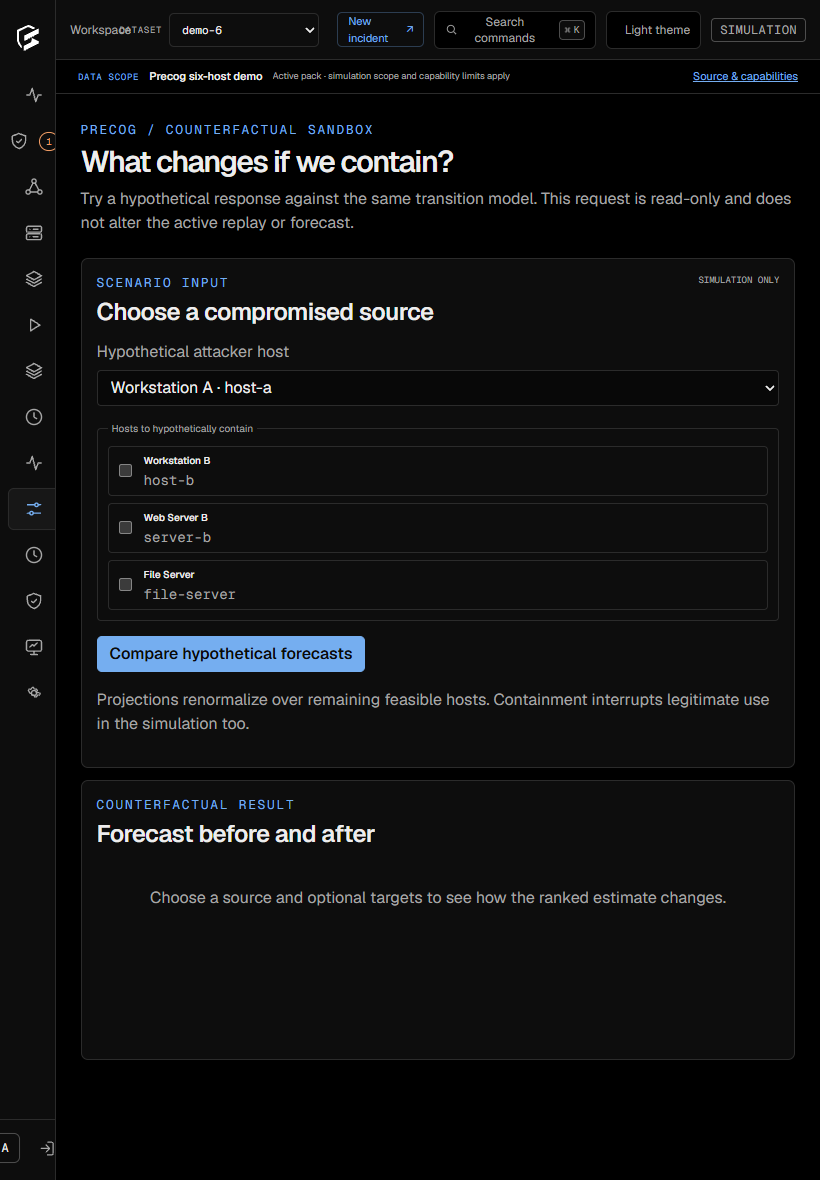 Workspace DATASET demo-6 New incident Search commands ⌘ K Light theme SIMULATION
DATA SCOPE Precog six-host demo Active pack · simulation scope and capability limits apply Source & capabilities
1
PRECOG / COUNTERFACTUAL SANDBOX
What changes if we contain?
Try a hypothetical response against the same transition model. This request is read-only and does
not alter the active replay or forecast.
SCENARIO INPUT SIMULATION ONLY
Choose a compromised source
Hypothetical attacker host
Workstation A · host-a
Hosts to hypothetically contain
Workstation B
host-b
Web Server B
server-b
File Server
file-server
Compare hypothetical forecasts
Projections renormalize over remaining feasible hosts. Containment interrupts legitimate use
in the simulation too.
COUNTERFACTUAL RESULT
Forecast before and after
Choose a source and optional targets to see how the ranked estimate changes.
A